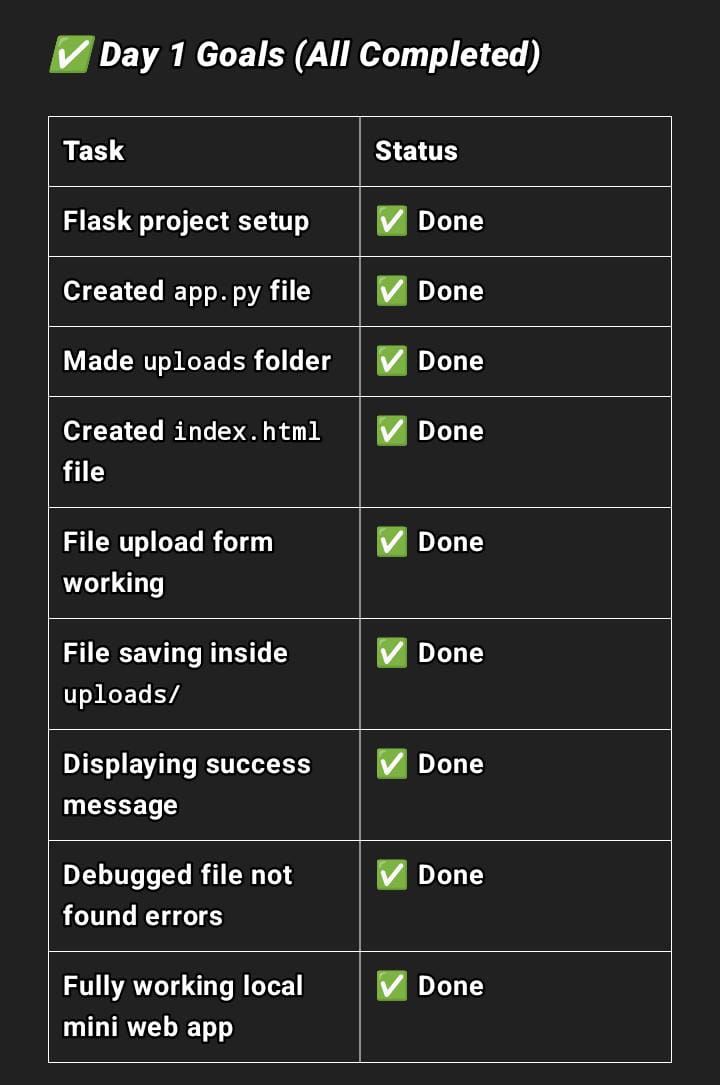 ✅ Day 1 Goals (All Completed)
Task Status
Flask project setup ✅ Done
Created app.py file ✅ Done
Made uploads folder ✅ Done
Created index.html ✅ Done
file
File upload form ✅ Done
working
File saving inside ✅ Done
uploads/
Displaying success ✅ Done
message
Debugged file not ✅ Done
found errors
Fully working local ✅ Done
mini web app